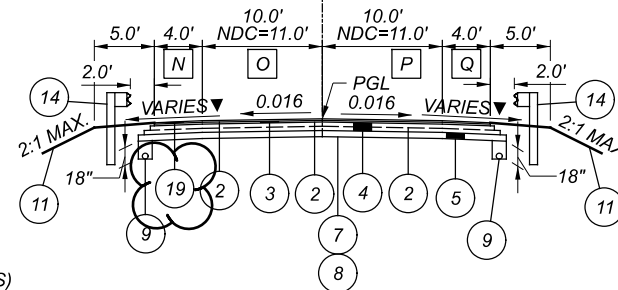 10.0' 10.0'
5.0' 4.0' NDC=11.0' NDC=11.0' 4.0' 5.0'
N O P Q
2.0' PGL 2.0'
14 VARIES 0.016 0.016 VARIES 14
2:1 MAX. 2:1 MAX
18" 18"
11 19 2 3 2 4 2 5 11
9 7 9
8
S)